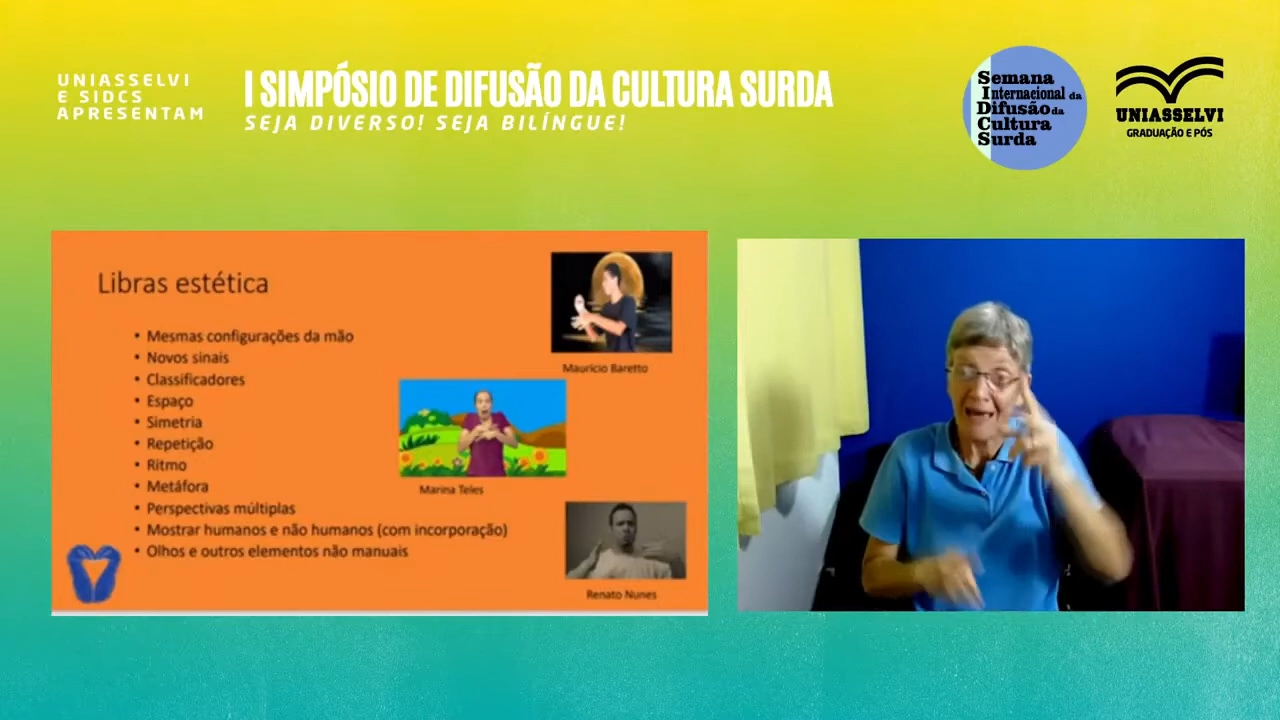 UNIASSELVI
E SIDCS
APRESENTAM
I SIMPÓSIO DE DIFUSÃO DA CULTURA SURDA
SEJA DIVERSO! SEJA BILÍNGUE!
Semana
Internacional da
Difusão da
Cultura
Surda
UNIASSELVI
GRADUAÇÃO E PÓS
Libras estética
• Mesmas configurações da mão
• Novos sinais
• Classificadores
• Espaço
• Simetria
• Repetição
• Ritmo
• Metáfora
• Perspectivas múltiplas
• Mostrar humanos e não humanos (com incorporação)
• Olhos e outros elementos não manuais
Mauricio Baretto
Marina Teles
Renato Nunes